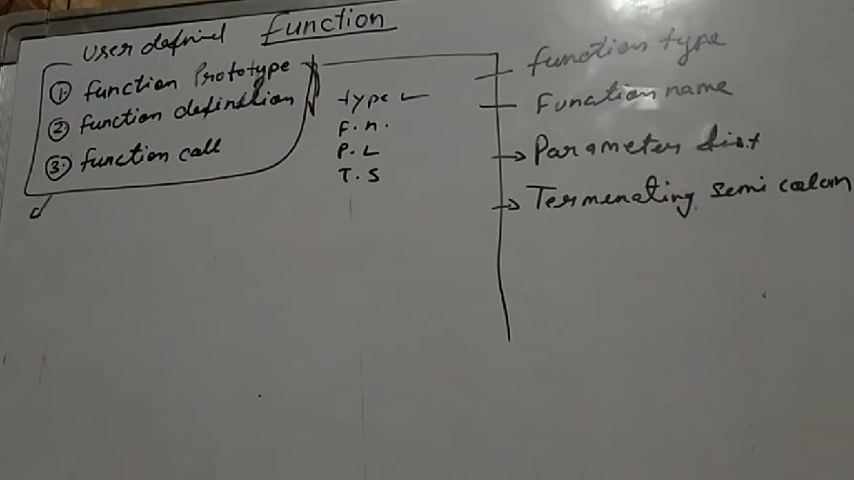 User defined Function
① function Prototype
② function definition
③ function call
type
F.n.
P.L
T.S
function type
Function name
Parameter list
Termenating semi colon